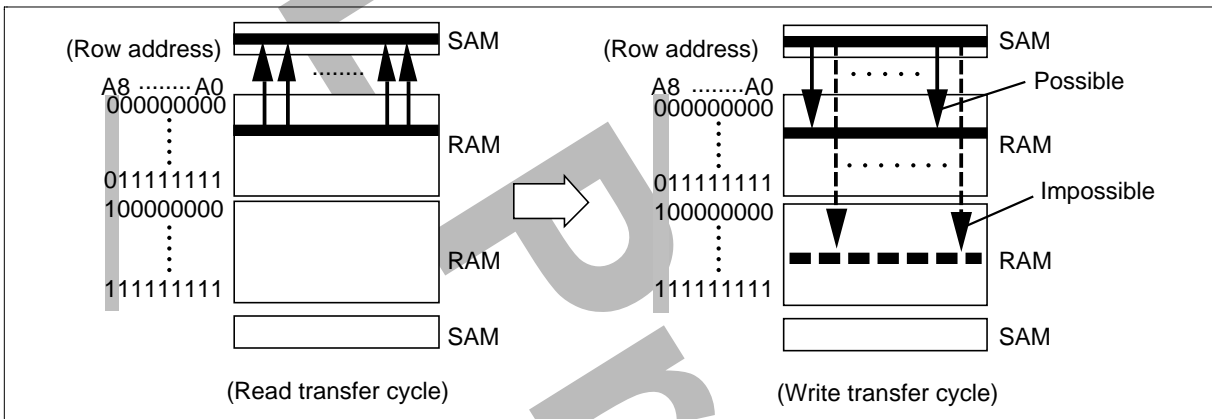 (Row address)
SAM
A8 ........ A0
000000000
RAM
011111111
100000000
RAM
111111111
SAM
(Read transfer cycle)
(Row address)
SAM
Possible
A8 ........A0
000000000
RAM
011111111
Impossible
100000000
RAM
111111111
SAM
(Write transfer cycle)